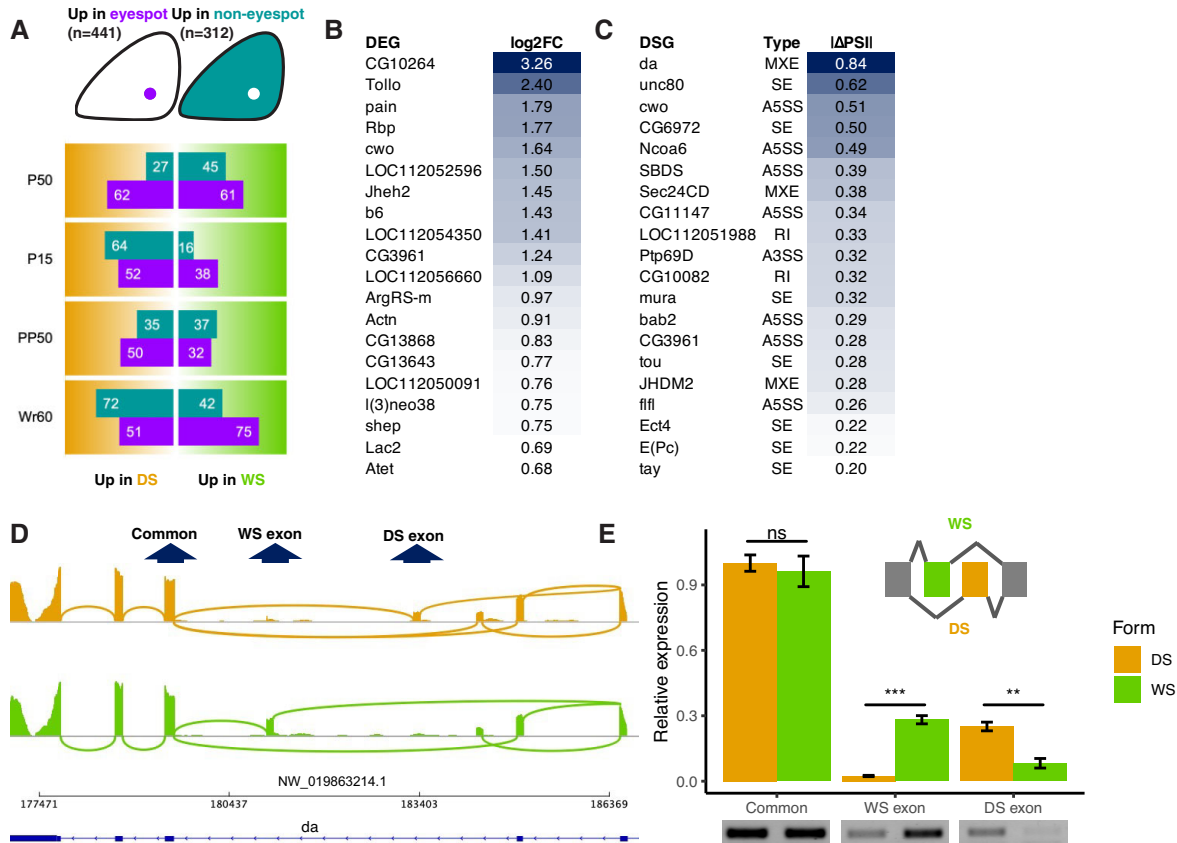 A
Up in eyespot
(n=441)
Up in non-eyespot
(n=312)
P50
27
45
62
61
P15
64
16
52
38
PP50
35
37
50
32
Wr60
72
42
51
75
Up in DS
Up in WS
B
DEG log2FC
CG10264 3.26
Tollo 2.40
pain 1.79
Rbp 1.77
cwo 1.64
LOC112052596 1.50
Jheh2 1.45
b6 1.43
LOC112054350 1.41
CG3961 1.24
LOC112056660 1.09
ArgRS-m 0.97
Actn 0.91
CG13868 0.83
CG13643 0.77
LOC112050091 0.76
l(3)neo38 0.75
shep 0.75
Lac2 0.69
Atet 0.68
C
DSG Type |ΔPSI|
da MXE 0.84
unc80 SE 0.62
cwo A5SS 0.51
CG6972 SE 0.50
Ncoa6 A5SS 0.49
SBDS A5SS 0.39
Sec24CD MXE 0.38
CG11147 A5SS 0.34
LOC112051988 RI 0.33
Ptp69D A3SS 0.32
CG10082 RI 0.32
mura SE 0.32
bab2 A5SS 0.29
CG3961 A5SS 0.28
tou SE 0.28
JHDM2 MXE 0.28
flfl A5SS 0.26
Ect4 SE 0.22
E(Pc) SE 0.22
tay SE 0.20
D
Common WS exon DS exon
NW_019863214.1
177471 180437 183403 186369
da
E
Relative expression
0.9
0.6
0.3
0.0
ns
***
**
WS
DS
Form
DS
WS
Common WS exon DS exon